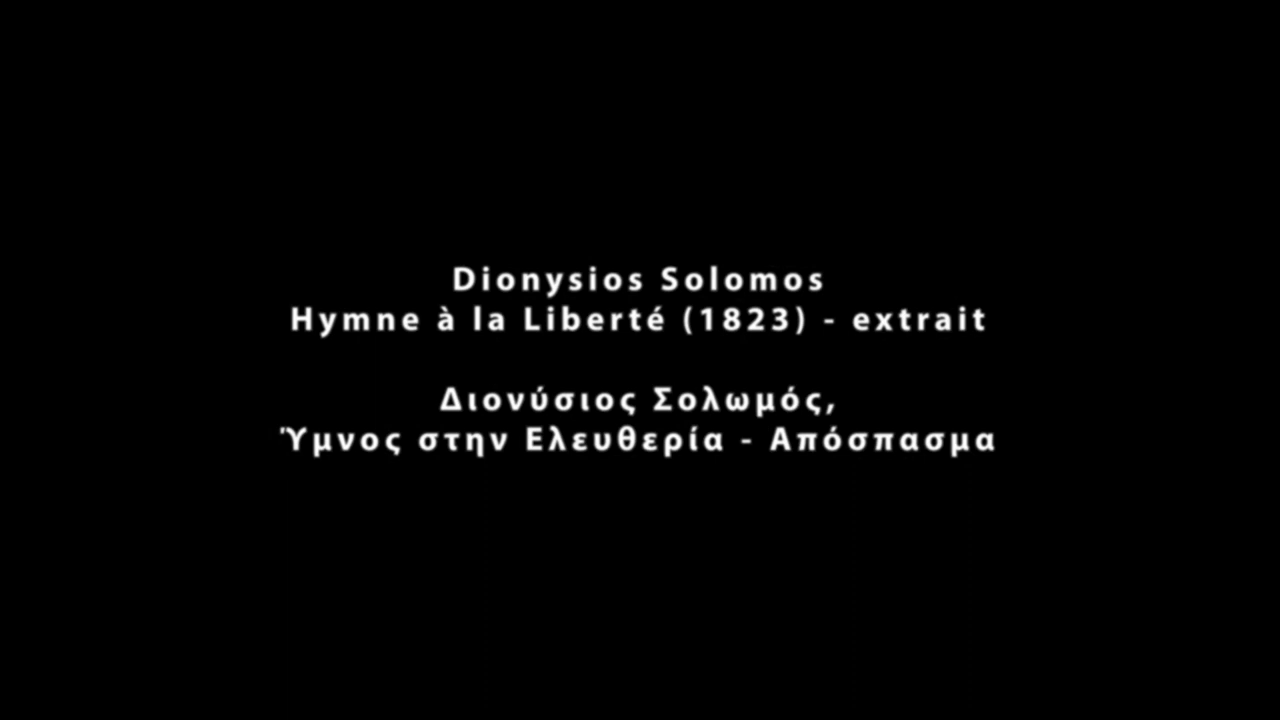 Dionysios Solomos
Hymne à la Liberté (1823) - extrait
Διονύσιος Σολωμός,
Ύμνος στην Ελευθερία - Απόσπασμα